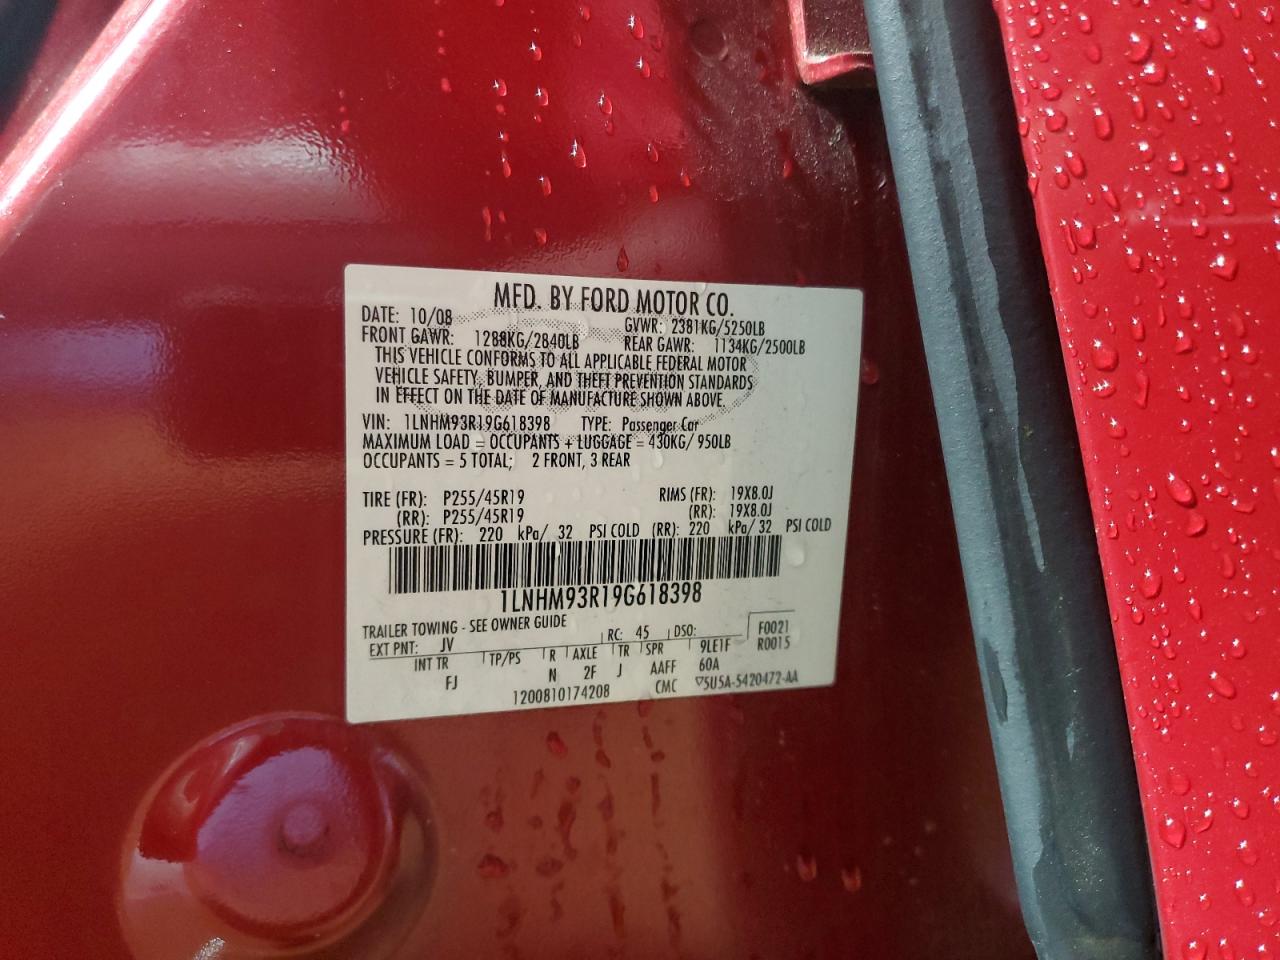 MFD. BY FORD MOTOR CO.
DATE: 10/08 GVWR: 2381KG/5250LB
FRONT GAWR: 1288KG/2840LB REAR GAWR: 1134KG/2500LB
THIS VEHICLE CONFORMS TO ALL APPLICABLE FEDERAL MOTOR
VEHICLE SAFETY, BUMPER, AND THEFT PREVENTION STANDARDS
IN EFFECT ON THE DATE OF MANUFACTURE SHOWN ABOVE.
VIN: 1LNHM93R19G618398 TYPE: Passenger Car
MAXIMUM LOAD = OCCUPANTS + LUGGAGE = 430KG/ 950LB
OCCUPANTS = 5 TOTAL; 2 FRONT, 3 REAR
TIRE (FR): P255/45R19 RIMS (FR): 19X8.0J
(RR): P255/45R19 (RR): 19X8.0J
PRESSURE (FR): 220 kPa/ 32 PSI COLD (RR): 220 kPa/ 32 PSI COLD
1LNHM93R19G618398
TRAILER TOWING - SEE OWNER GUIDE
EXT PNT: JV RC: 45 DSO: F0021
R0015
INT TR TP/PS R AXLE TR SPR 9LE1F
FJ N 2F J AAFF 60A
1200810174208 CMC ▽5U5A-5420472-AA